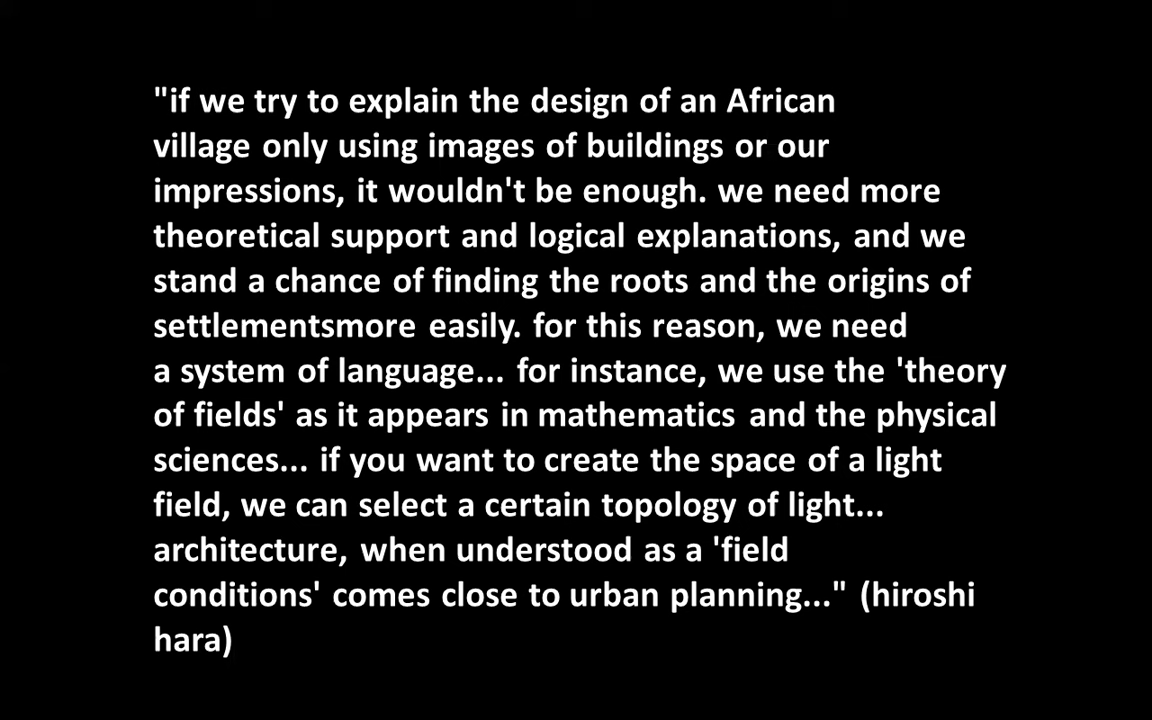 "if we try to explain the design of an African
village only using images of buildings or our
impressions, it wouldn't be enough. we need more
theoretical support and logical explanations, and we
stand a chance of finding the roots and the origins of
settlementsmore easily. for this reason, we need
a system of language... for instance, we use the 'theory
of fields' as it appears in mathematics and the physical
sciences... if you want to create the space of a light
field, we can select a certain topology of light...
architecture, when understood as a 'field
conditions' comes close to urban planning..." (hiroshi
hara)